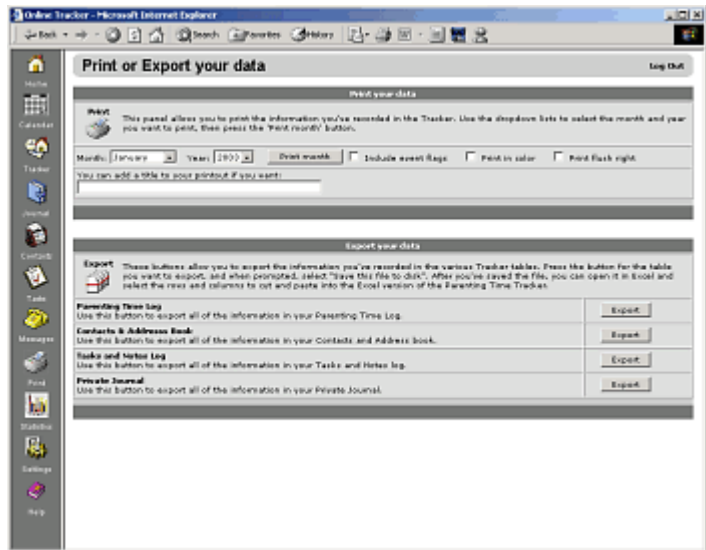 Online Tracker - Microsoft Internet Explorer
Back Search Favorites History
Print or Export your data
Log Out
Print your data
Print
This panel allows you to print the information you've recorded in the Tracker. Use the dropdown lists to select the month and year
you want to print, then press the 'Print month' button.
Month: January Year: 2003 Print month Include event flags Print in color Print flush right
You can add a title to your printout if you want:
Export your data
Export
These buttons allow you to export the information you've recorded in the various Tracker tables. Press the button for the table
you want to export, and when prompted, select "Save this file to disk". After you've saved the file, you can open it in Excel and
select the rows and columns to cut and paste into the Excel version of the Parenting Time Tracker.
Parenting Time Log
Use this button to export all of the information in your Parenting Time Log.
Export
Contacts & Address Book
Use this button to export all of the information in your Contacts and Address book.
Export
Tasks and Notes Log
Use this button to export all of the information in your Tasks and Notes log.
Export
Private Journal
Use this button to export all of the information in your Private Journal.
Export
Home
Calendar
Tracker
Journal
Contacts
Tasks
Messages
Print
Statistics
Settings
Help